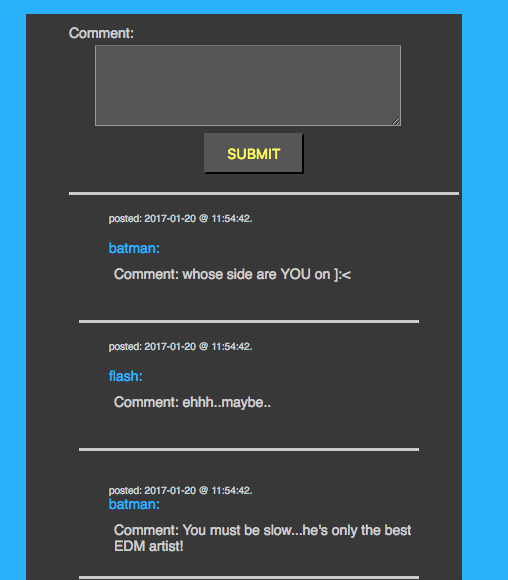 Comment:
SUBMIT
posted: 2017-01-20 @ 11:54:42.
batman:
Comment: whose side are YOU on ]:<
posted: 2017-01-20 @ 11:54:42.
flash:
Comment: ehhh..maybe..
posted: 2017-01-20 @ 11:54:42.
batman:
Comment: You must be slow...he's only the best
EDM artist!